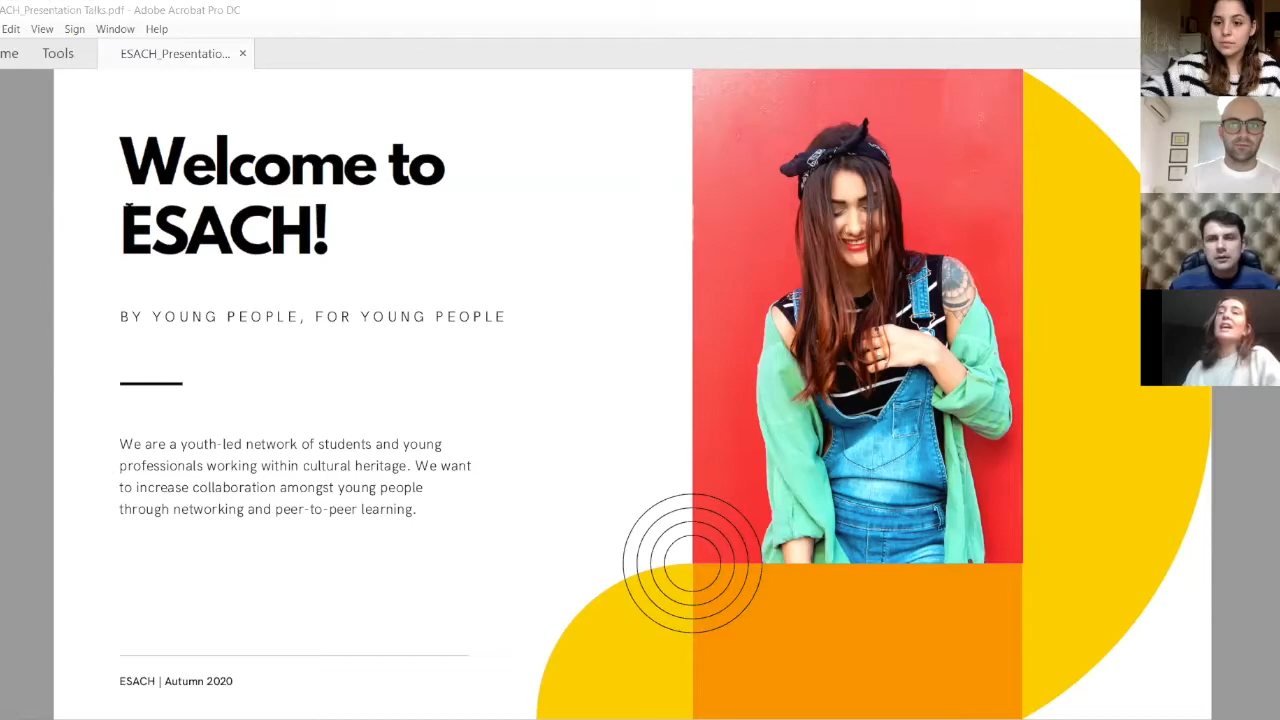 ACH_Presentation Talks.pdf - Adobe Acrobat Pro DC
Edit View Sign Window Help
me Tools ESACH_Presentatio... ×
Welcome to
ESACH!
BY YOUNG PEOPLE, FOR YOUNG PEOPLE
We are a youth-led network of students and young
professionals working within cultural heritage. We want
to increase collaboration amongst young people
through networking and peer-to-peer learning.
ESACH | Autumn 2020